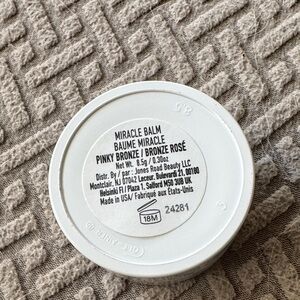 MIRACLE BALM
BAUME MIRACLE
PINKY BRONZE / BRONZE ROSÉ
Net Wt. 8.5g / 0.30oz
Distr. By / par : Jones Road Beauty LLC
Montclair, NJ 07042 Lecour, Bulevardi 21, 00180
Helsinki FI / Plaza 1, Salford M50 3UB UK
Made in USA/ Fabriqué aux États-Unis
18M
24281